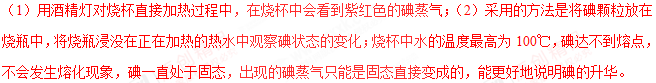 （1）用酒精灯对烧杯直接加热过程中，在烧杯中会看到紫红色的碘蒸气；（2）采用的方法是将碘颗粒放在
烧瓶中，将烧瓶浸没在正在加热的热水中观察碘状态的变化；烧杯中水的温度最高为 100℃，碘达不到熔点，
不会发生熔化现象，碘一直处于固态，出现的碘蒸气只能是固态直接变成的，能更好地说明碘的升华。